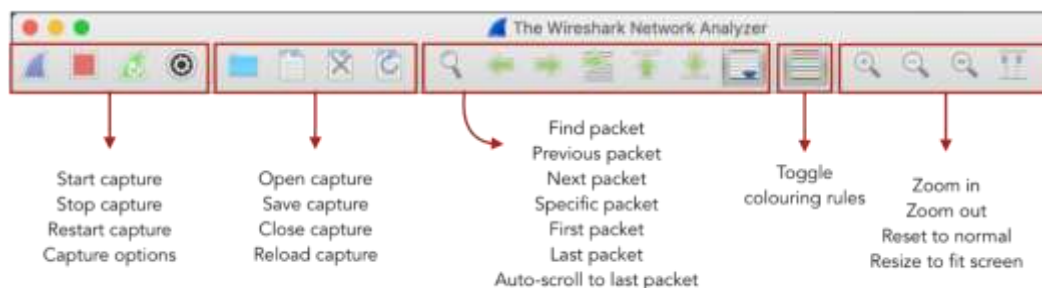 The Wireshark Network Analyzer
Start capture
Stop capture
Restart capture
Capture options
Open capture
Save capture
Close capture
Reload capture
Find packet
Previous packet
Next packet
Specific packet
First packet
Last packet
Auto-scroll to last packet
Toggle
colouring rules
Zoom in
Zoom out
Reset to normal
Resize to fit screen